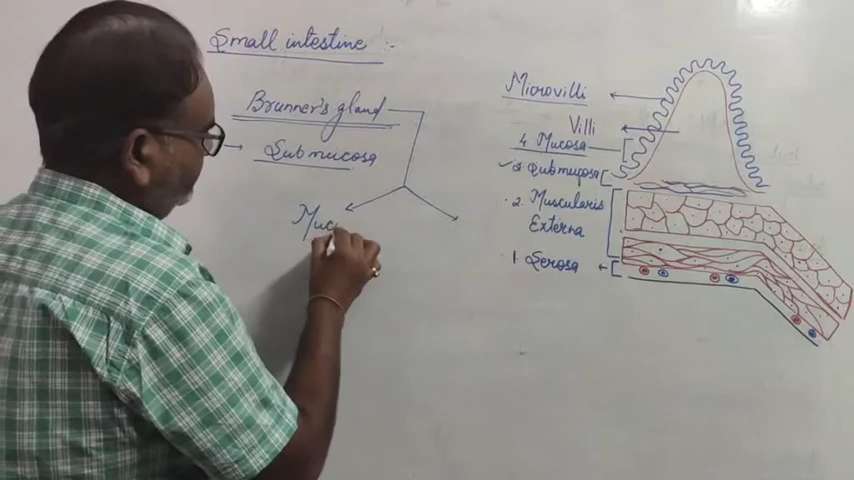 Small intestine :-
Brunner's gland
Submucosa
Muc
Microvilli
Villi
4 Mucosa
3 Submucosa
2. Muscularis
Externa
1. Serosa